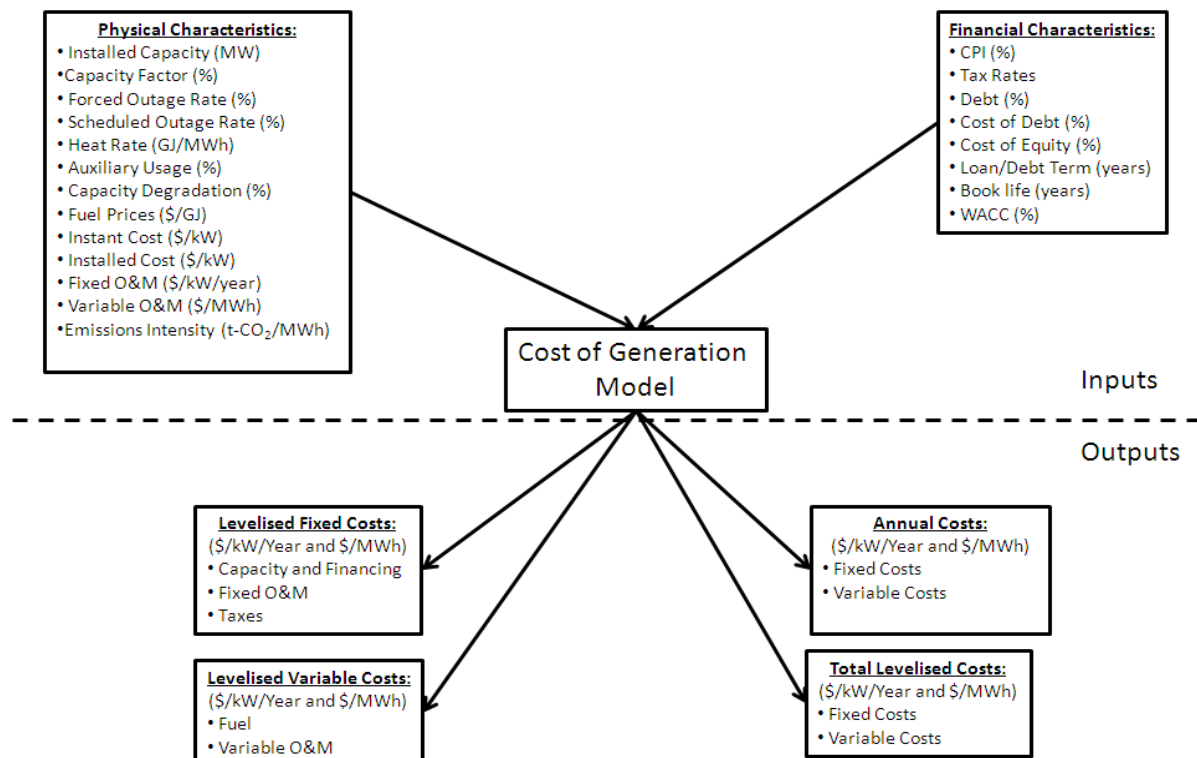 Physical Characteristics:
• Installed Capacity (MW)
•Capacity Factor (%)
• Forced Outage Rate (%)
• Scheduled Outage Rate (%)
• Heat Rate (GJ/MWh)
• Auxiliary Usage (%)
• Capacity Degradation (%)
• Fuel Prices ($/GJ)
• Instant Cost ($/kW)
• Installed Cost ($/kW)
• Fixed O&M ($/kW/year)
• Variable O&M ($/MWh)
•Emissions Intensity (t-CO₂/MWh)
Financial Characteristics:
• CPI (%)
• Tax Rates
• Debt (%)
• Cost of Debt (%)
• Cost of Equity (%)
• Loan/Debt Term (years)
• Book life (years)
• WACC (%)
Cost of Generation
Model
Inputs
Outputs
Levelised Fixed Costs:
($/kW/Year and $/MWh)
• Capacity and Financing
• Fixed O&M
• Taxes
Annual Costs:
($/kW/Year and $/MWh)
• Fixed Costs
• Variable Costs
Levelised Variable Costs:
($/kW/Year and $/MWh)
• Fuel
• Variable O&M
Total Levelised Costs:
($/kW/Year and $/MWh)
• Fixed Costs
• Variable Costs